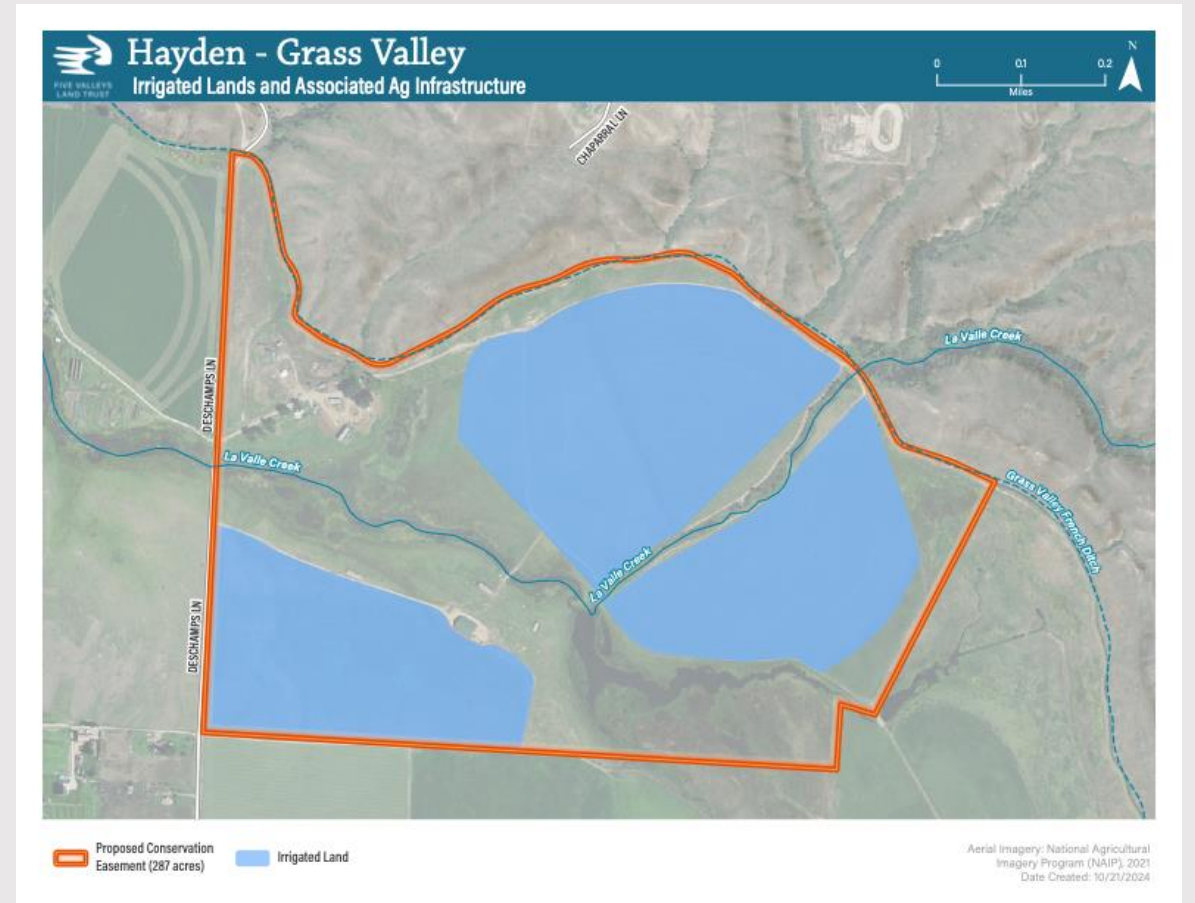 Hayden - Grass Valley
Irrigated Lands and Associated Ag Infrastructure
FIVE VALLEYS
LAND TRUST
0 0.1 0.2
Miles
N
CHAPARRAL LN
DESCHAMPS LN
La Valle Creek
La Valle Creek
Grass Valley French Ditch
La Valle Creek
DESCHAMPS LN
Proposed Conservation
Easement (287 acres)
Irrigated Land
Aerial Imagery: National Agricultural
Imagery Program (NAIP), 2021
Date Created: 10/21/2024